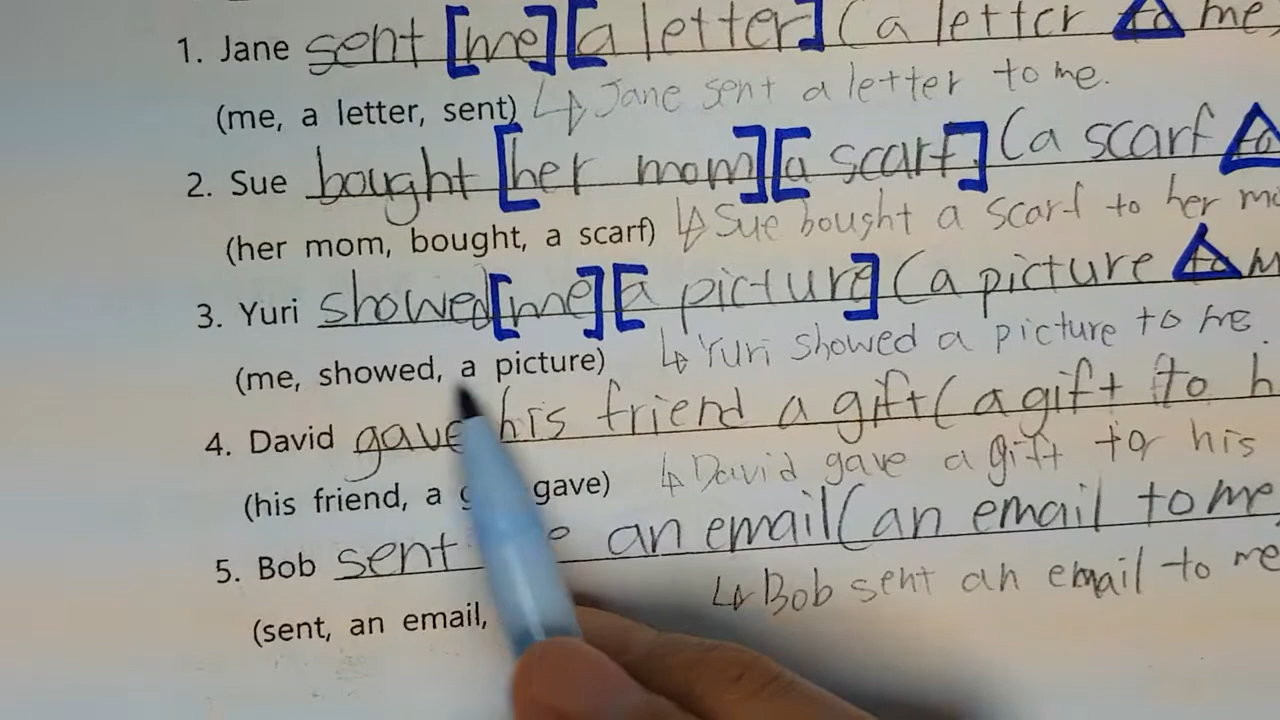 1. Jane sent [me] [a letter] (a letter to me,
(me, a letter, sent) ↳ Jane sent a letter to me.
2. Sue bought [her mom] [a scarf] (a scarf to
(her mom, bought, a scarf) ↳ Sue bought a scarf to her
3. Yuri showed [me] [a picture] (a picture to
(me, showed, a picture) ↳ Yuri showed a picture to me.
4. David gave his friend a gift (a gift to
(his friend, a gave) ↳ David gave a gift to his
5. Bob sent an email (an email to me
(sent, an email, ↳ Bob sent an email to me